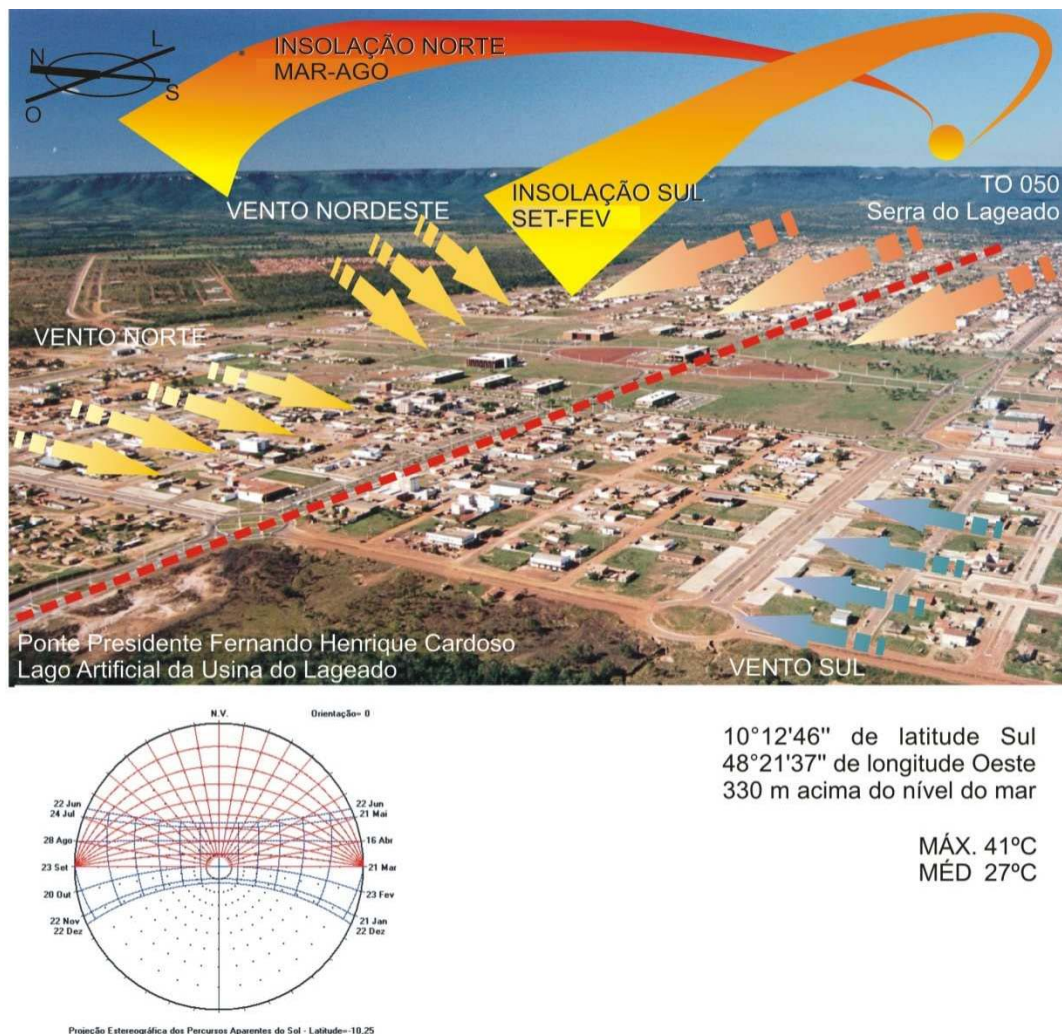 N
L
O
S
INSOLAÇÃO NORTE
MAR-AGO
INSOLAÇÃO SUL
SET-FEV
TO 050
Serra do Lageado
VENTO NORDESTE
VENTO NORTE
Ponte Presidente Fernando Henrique Cardoso
Lago Artificial da Usina do Lageado
VENTO SUL
N.V.
Orientação= 0
22 Jun
24 Jul
28 Ago
23 Set
20 Out
22 Nov
22 Dez
22 Jun
21 Mai
16 Abr
21 Mar
23 Fev
21 Jan
22 Dez
Projeção Estereográfica dos Percursos Aparentes do Sol - Latitude=-10,25
10°12'46" de latitude Sul
48°21'37" de longitude Oeste
330 m acima do nível do mar
MÁX. 41ºC
MÉD 27ºC